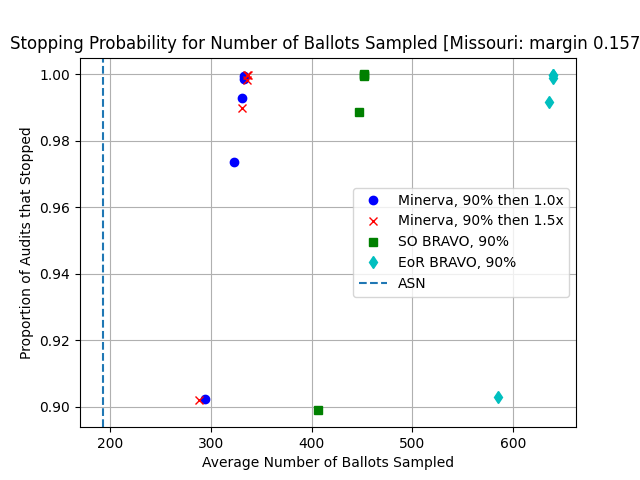 Stopping Probability for Number of Ballots Sampled [Missouri: margin 0.157
1.00
0.98
0.96
0.94
0.92
0.90
Proportion of Audits that Stopped
Minerva, 90% then 1.0x
Minerva, 90% then 1.5x
SO BRAVO, 90%
EoR BRAVO, 90%
ASN
200 300 400 500 600
Average Number of Ballots Sampled